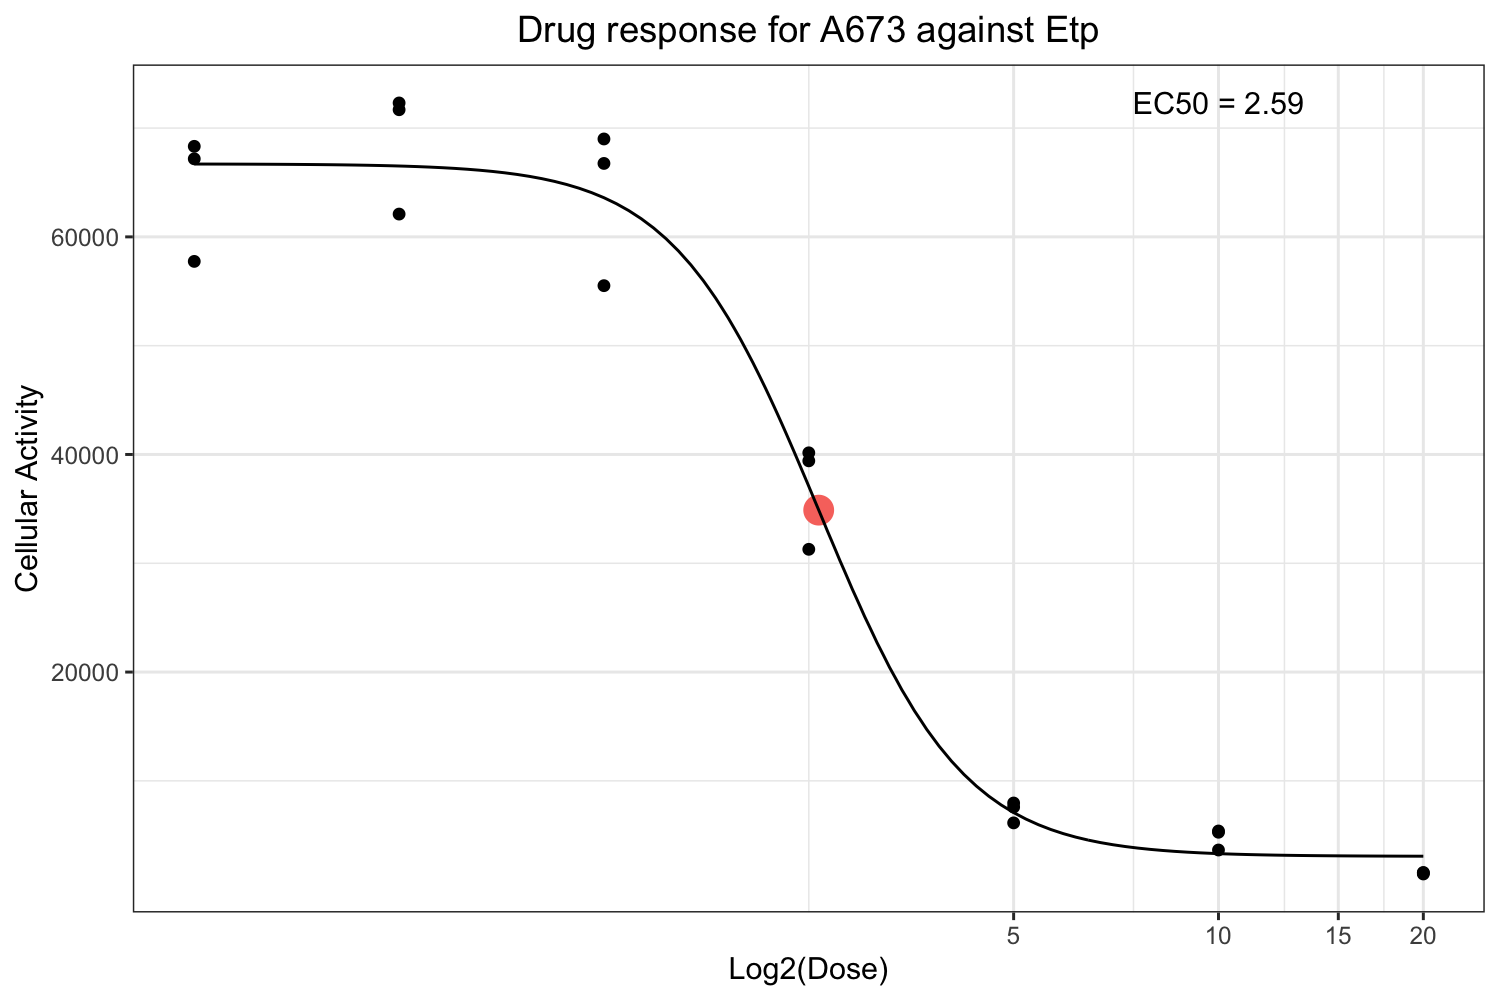 Drug response for A673 against Etp
EC50 = 2.59
60000
40000
20000
Cellular Activity
5 10 15 20
Log2(Dose)